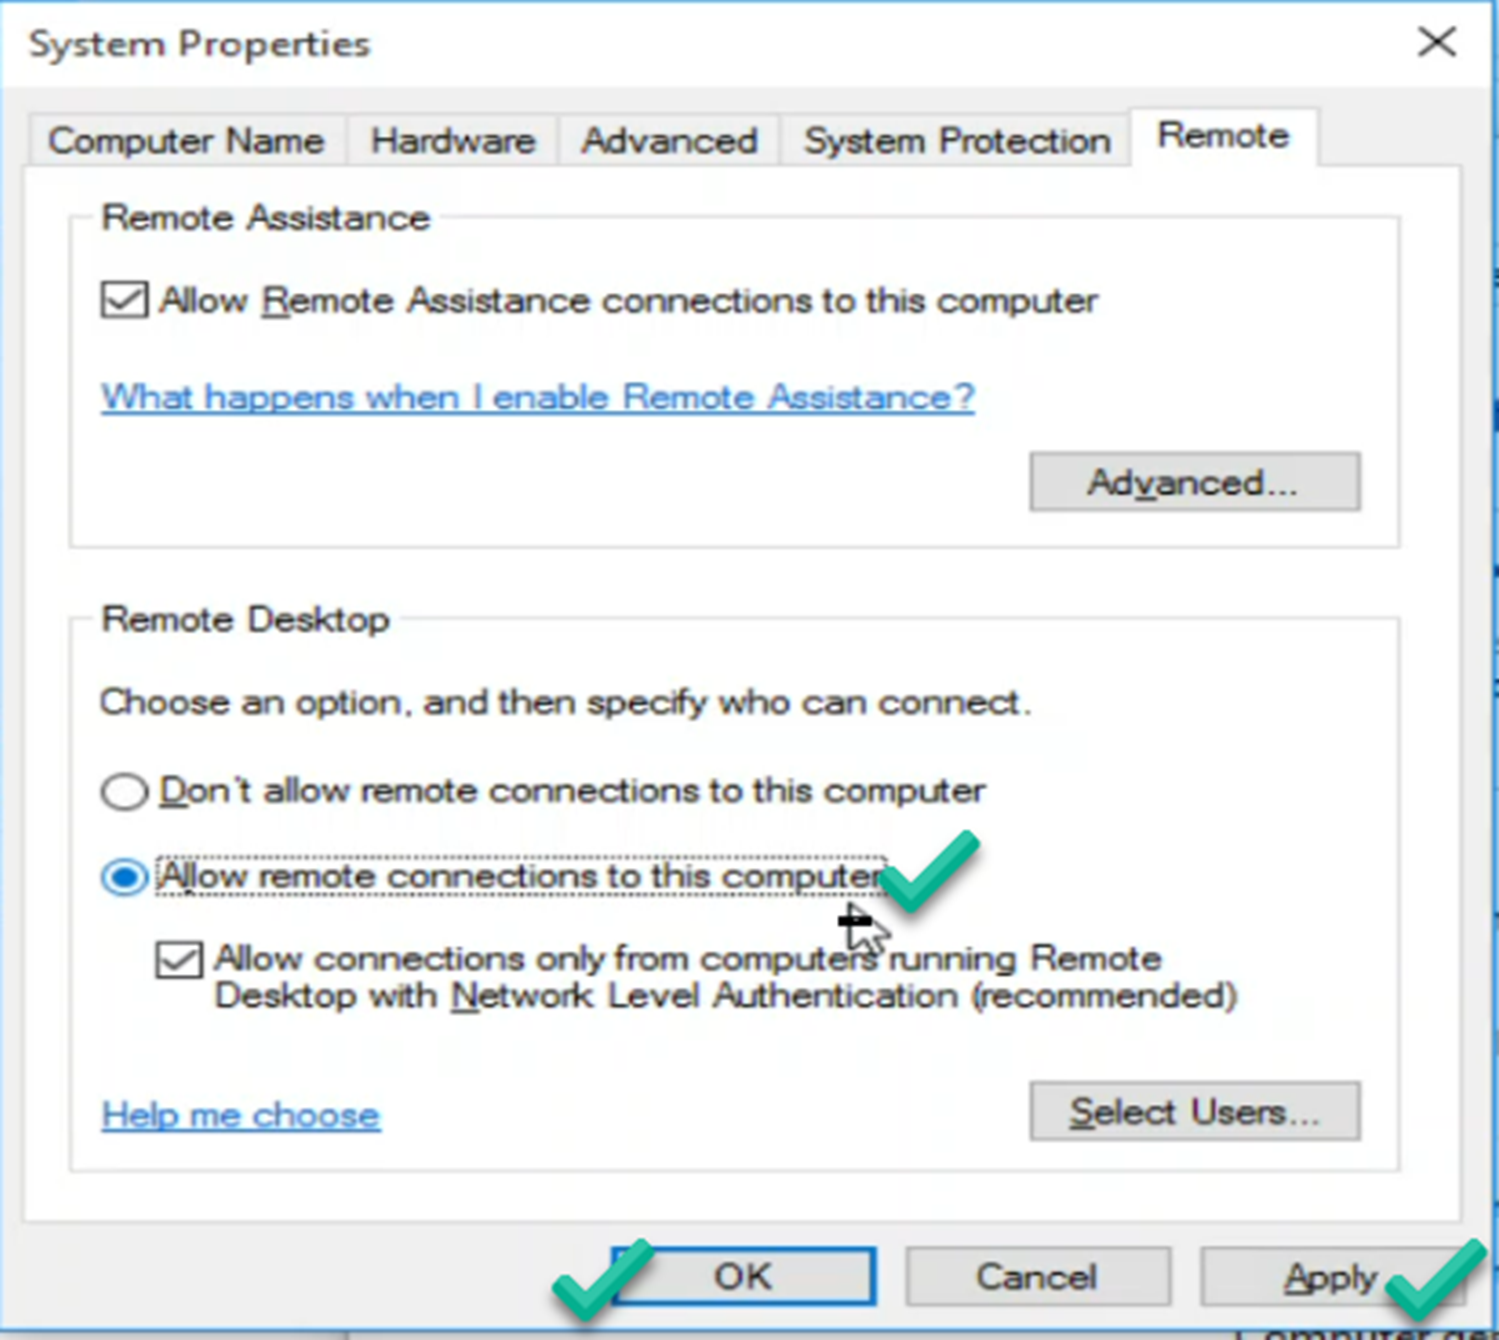 System Properties
Computer Name
Hardware
Advanced
System Protection
Remote
Remote Assistance
Allow Remote Assistance connections to this computer
What happens when I enable Remote Assistance?
Advanced...
Remote Desktop
Choose an option, and then specify who can connect.
Don't allow remote connections to this computer
Allow remote connections to this computer
Allow connections only from computers running Remote
Desktop with Network Level Authentication (recommended)
Help me choose
Select Users...
OK
Cancel
Apply